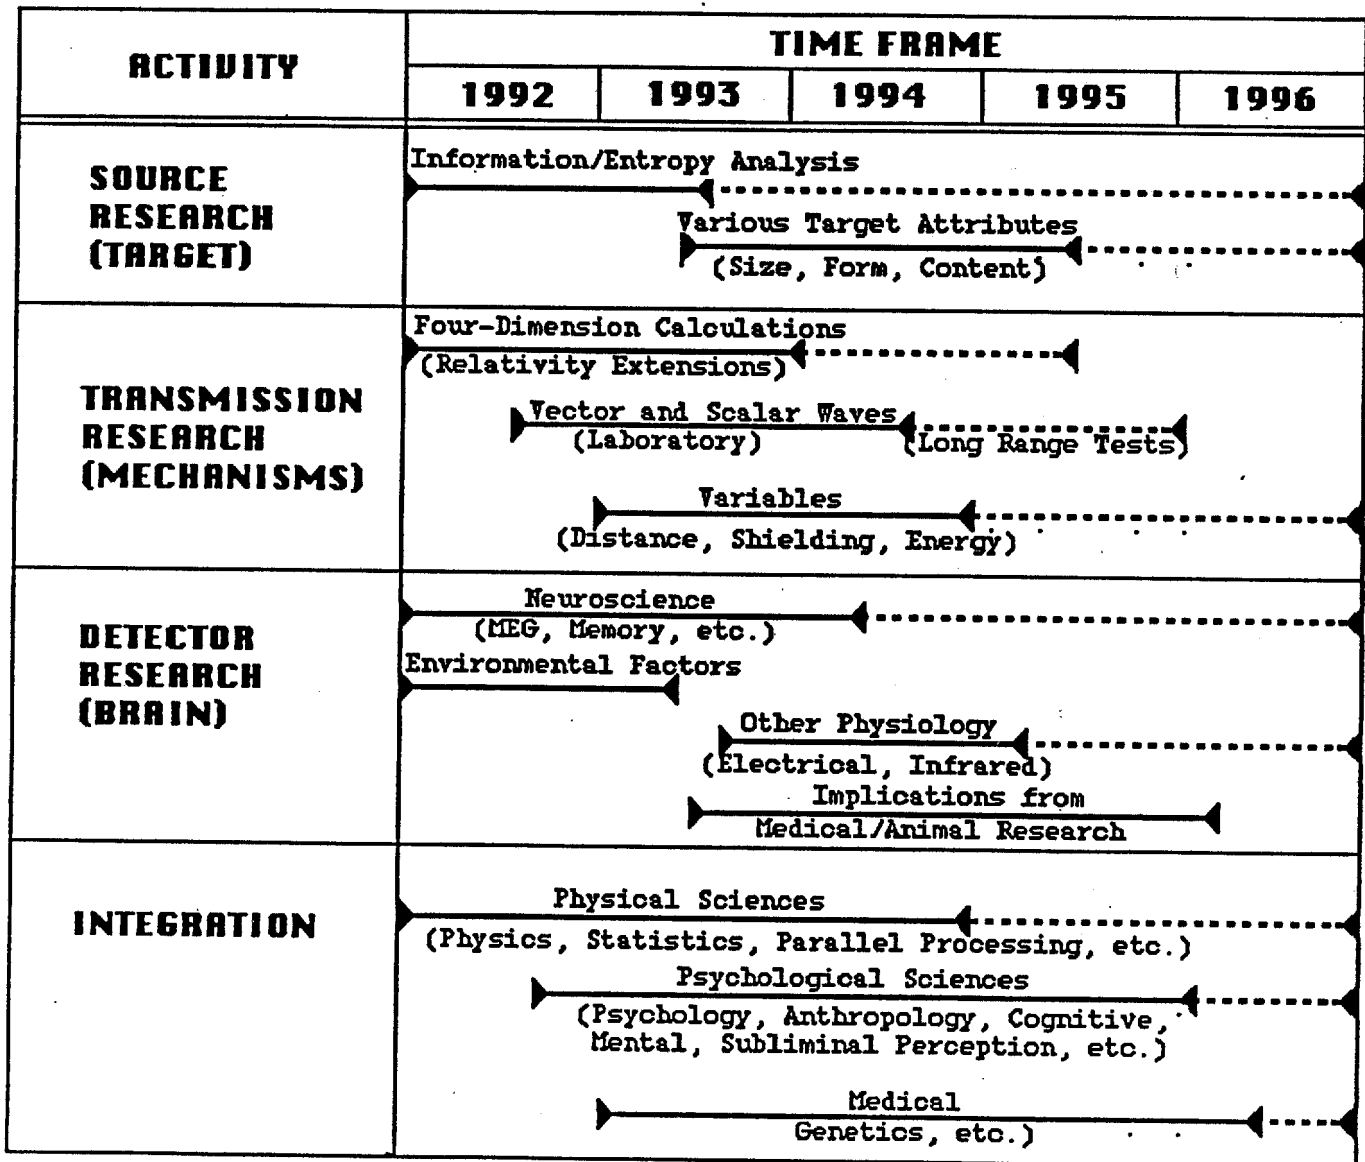 ACTIVITY
TIME FRAME
1992 1993 1994 1995 1996
SOURCE
RESEARCH
(TARGET)
Information/Entropy Analysis
Various Target Attributes
(Size, Form, Content)
TRANSMISSION
RESEARCH
(MECHANISMS)
Four-Dimension Calculations
(Relativity Extensions)
Vector and Scalar Waves
(Laboratory) (Long Range Tests)
Variables
(Distance, Shielding, Energy)
DETECTOR
RESEARCH
(BRAIN)
Neuroscience
(MEG, Memory, etc.)
Environmental Factors
Other Physiology
(Electrical, Infrared)
Implications from
Medical/Animal Research
INTEGRATION
Physical Sciences
(Physics, Statistics, Parallel Processing, etc.)
Psychological Sciences
(Psychology, Anthropology, Cognitive,
Mental, Subliminal Perception, etc.)
Medical
Genetics, etc.)